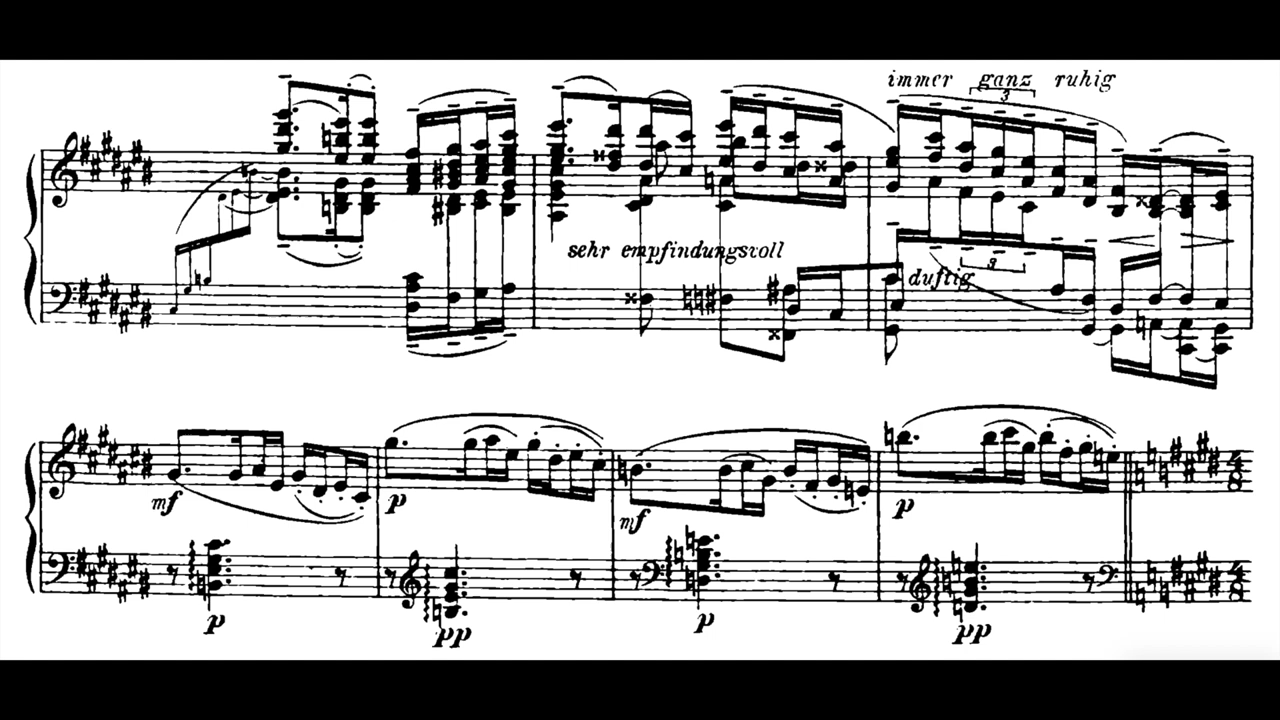 immer ganz ruhig
3
sehr empfindungsvoll
duftig
3
mf
p
mf
p
4
8
4
8
p
pp
p
pp